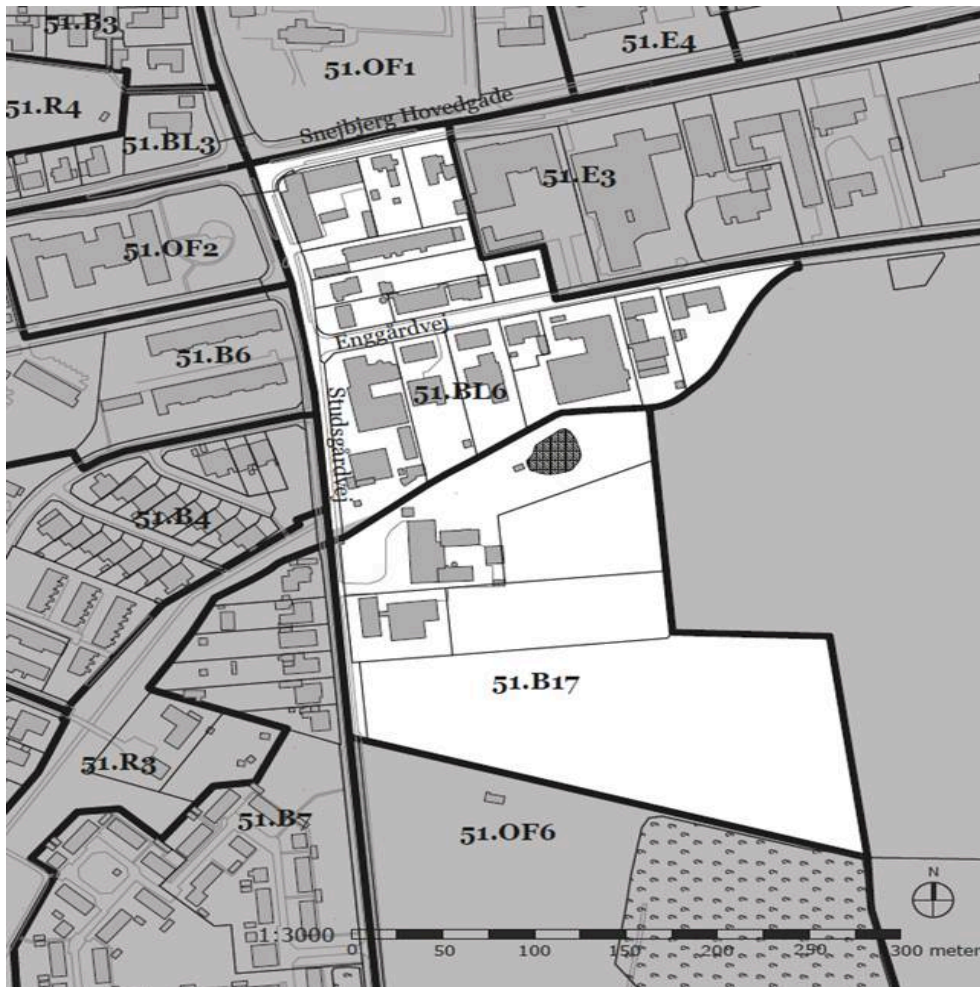 51.B3
51.E4
51.OF1
51.R4
Snejbjerg Hovedgade
51.BL3
51.E3
51.OF2
Enggårdvej
51.B6
51.BL6
Studsgårdvej
51.B4
51.B17
51.R3
51.B7
51.OF6
N
1:3000
0 50 100 150 200 250 300 meter